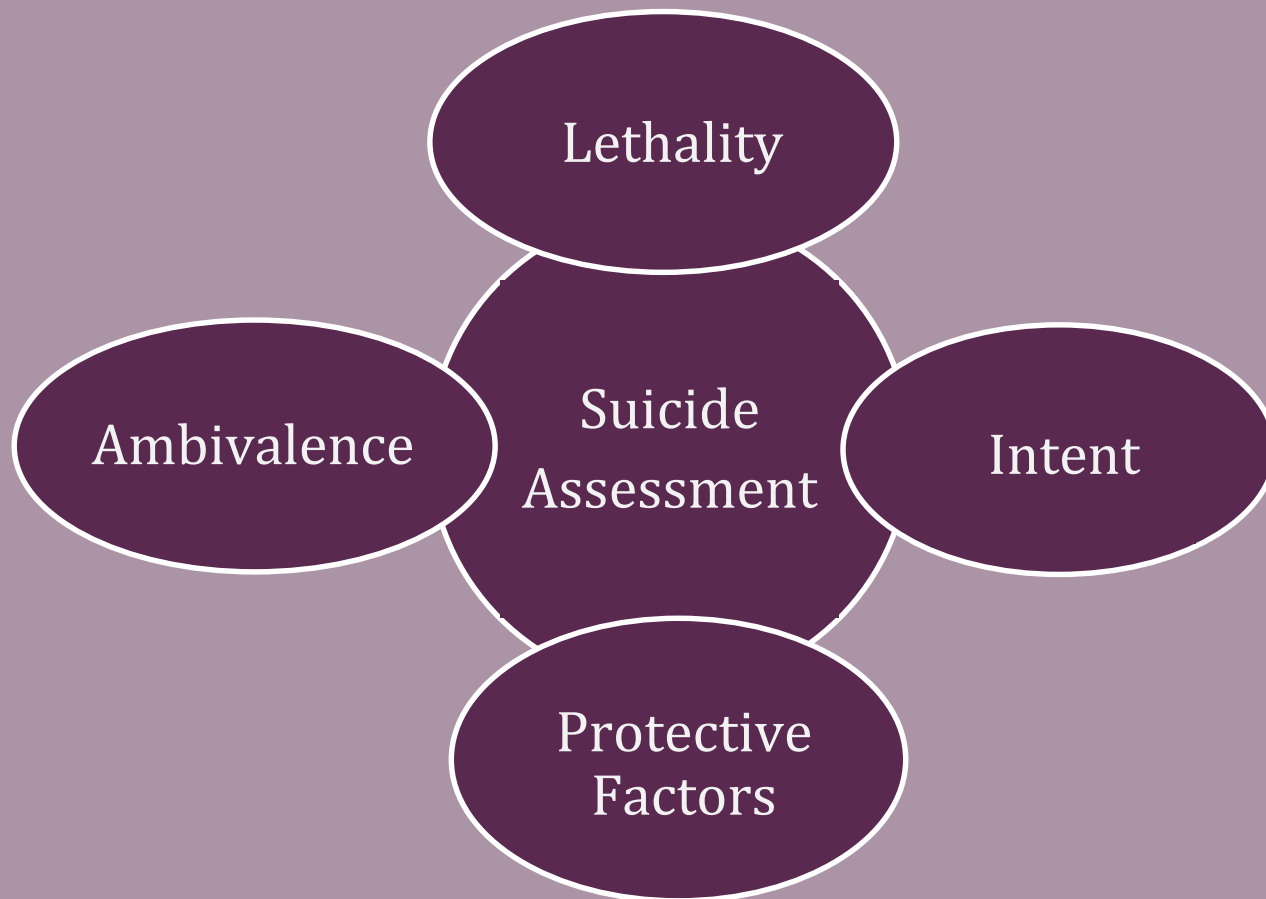 Lethality
Ambivalence
Suicide
Assessment
Intent
Protective
Factors